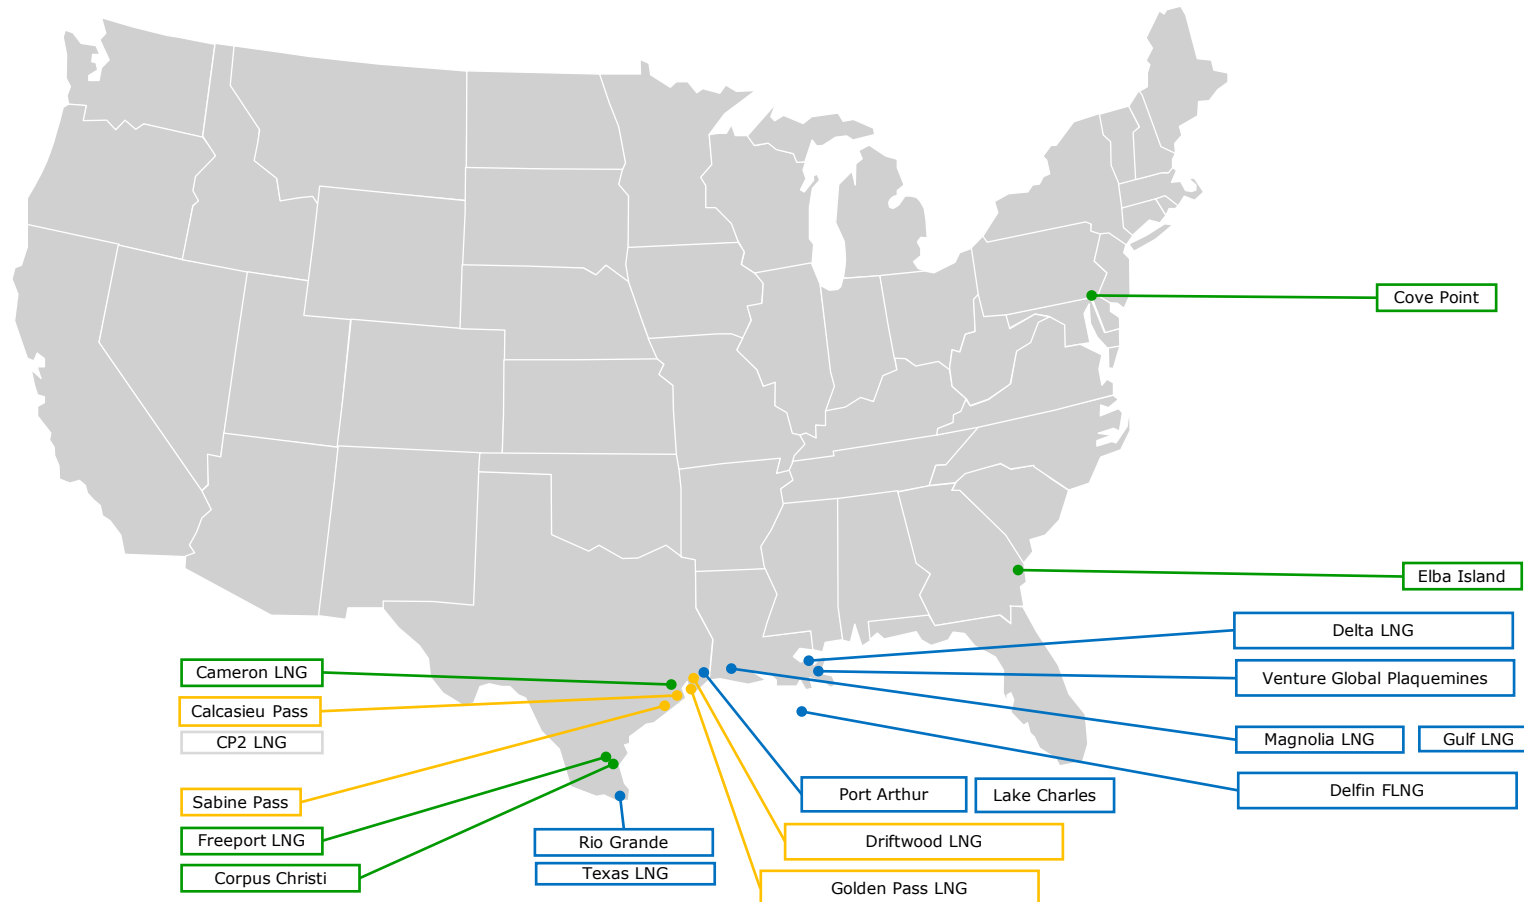 Cove Point
Elba Island
Delta LNG
Cameron LNG
Venture Global Plaquemines
Calcasieu Pass
CP2 LNG
Magnolia LNG
Gulf LNG
Sabine Pass
Port Arthur
Lake Charles
Delfin FLNG
Freeport LNG
Rio Grande
Driftwood LNG
Corpus Christi
Texas LNG
Golden Pass LNG